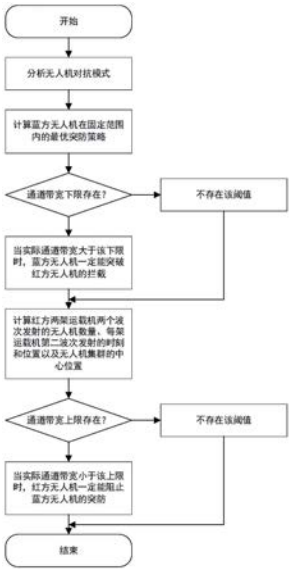 开始
分析无人机对抗模式
计算蓝方无人机在固定范围
内的最优突防策略
通道带宽下限存在？
不存在该阈值
当实际通道带宽大于该下限
时，蓝方无人机一定能突破
红方无人机的拦截
计算红方两架运载机两个波
次发射的无人机数量、每架
运载机第二波次发射的时刻
和位置以及无人机集群的中
心位置
通道带宽上限存在？
不存在该阈值
当实际通道带宽小于该上限
时，红方无人机一定能阻止
蓝方无人机的突防
结束